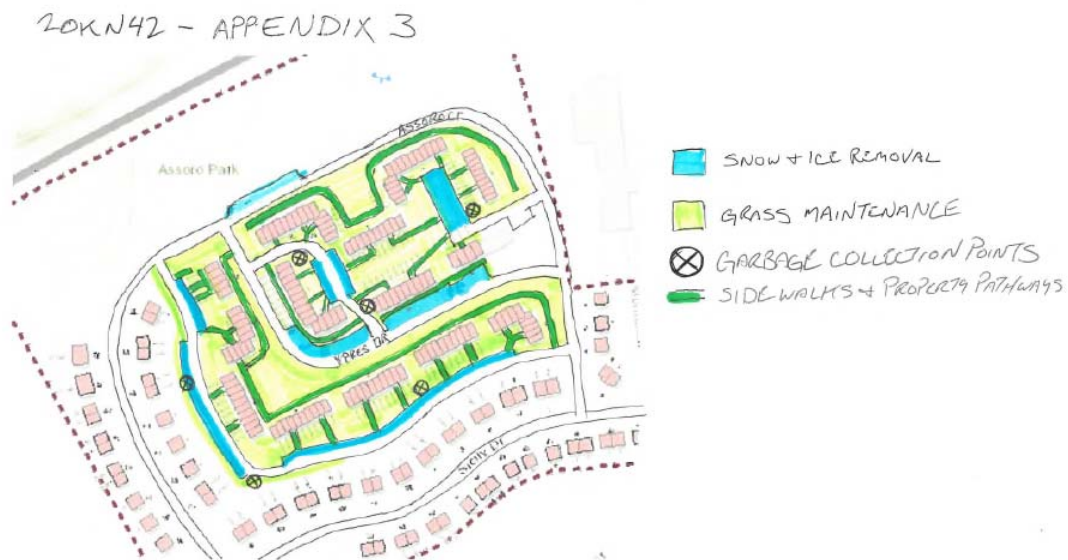 20KN42 - APPENDIX 3
ASSORO CT
Assoro Park
SNOW + ICE REMOVAL
GRASS MAINTENANCE
GARBAGE COLLECTION POINTS
SIDEWALKS + PROPERTY PATHWAYS
YPRES DR
Sicily Dr